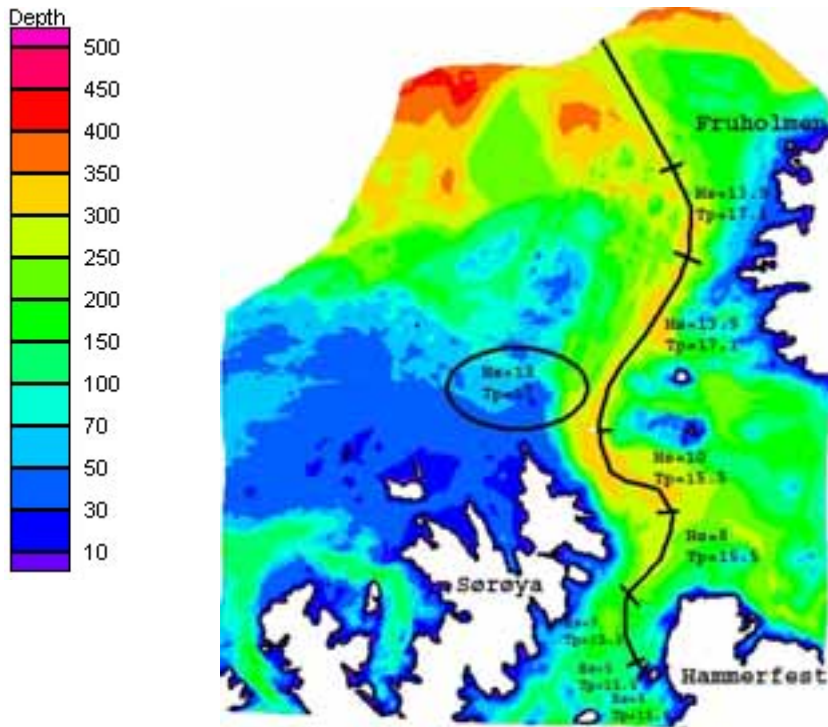 Depth
500
450
400
350
300
250
200
150
100
70
50
30
10
Fruholmen
Hs=13.9
Tp=17.1
Hs=13.9
Tp=17.1
Hs=13
Hs=10
Tp=15.5
Hs=8
Tp=15.5
Sørøya
Hammerfest